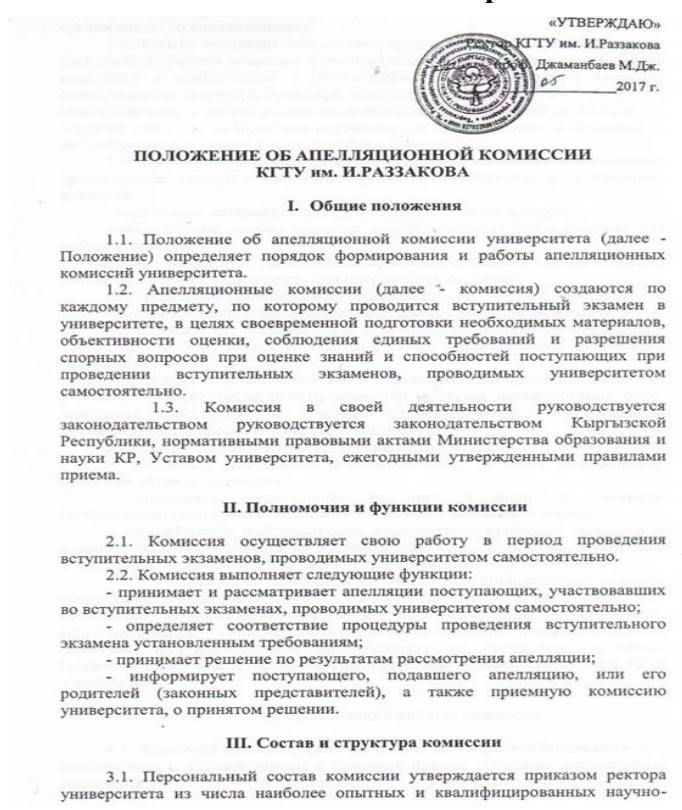 «УТВЕРЖДАЮ»
Ректор КГТУ им. И.Раззакова
проф. Джаманбаев М.Дж.
05 2017 г.
ПОЛОЖЕНИЕ ОБ АПЕЛЛЯЦИОННОЙ КОМИССИИ
КГТУ им. И.РАЗЗАКОВА
I. Общие положения
1.1. Положение об апелляционной комиссии университета (далее -
Положение) определяет порядок формирования и работы апелляционных
комиссий университета.
1.2. Апелляционные комиссии (далее - комиссия) создаются по
каждому предмету, по которому проводится вступительный экзамен в
университете, в целях своевременной подготовки необходимых материалов,
объективности оценки, соблюдения единых требований и разрешения
спорных вопросов при оценке знаний и способностей поступающих при
проведении вступительных экзаменов, проводимых университетом
самостоятельно.
1.3. Комиссия в своей деятельности руководствуется
законодательством руководствуется законодательством Кыргызской
Республики, нормативными правовыми актами Министерства образования и
науки КР, Уставом университета, ежегодными утвержденными правилами
приема.
II. Полномочия и функции комиссии
2.1. Комиссия осуществляет свою работу в период проведения
вступительных экзаменов, проводимых университетом самостоятельно.
2.2. Комиссия выполняет следующие функции:
- принимает и рассматривает апелляции поступающих, участвовавших
во вступительных экзаменах, проводимых университетом самостоятельно;
- определяет соответствие процедуры проведения вступительного
экзамена установленным требованиям;
- принимает решение по результатам рассмотрения апелляции;
- информирует поступающего, подавшего апелляцию, или его
родителей (законных представителей), а также приемную комиссию
университета, о принятом решении.
III. Состав и структура комиссии
3.1. Персональный состав комиссии утверждается приказом ректора
университета из числа наиболее опытных и квалифицированных научно-